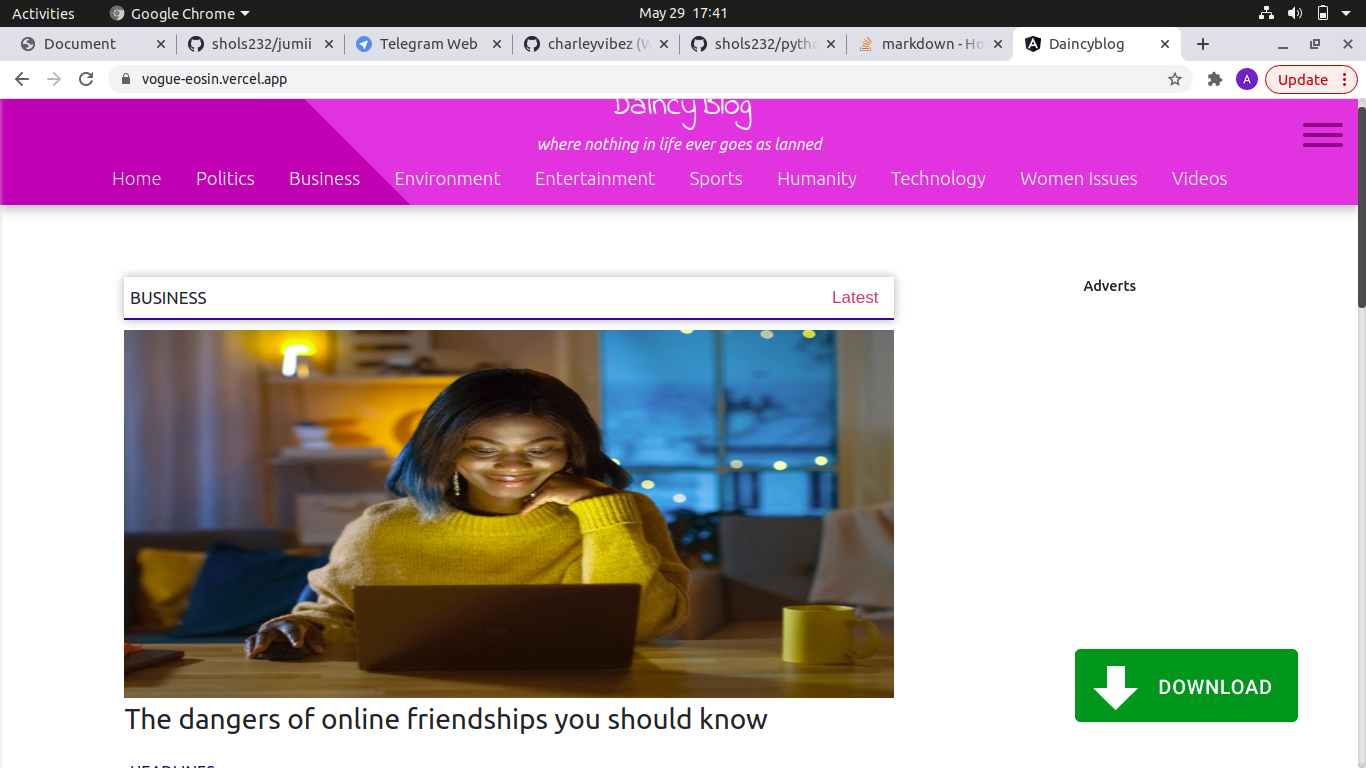 Activities Google Chrome May 29 17:41
Document shols232/jumii Telegram Web charleyvibez (W shols232/pytho markdown - Ho Daincyblog
vogue-eosin.vercel.app A Update
Daincy Blog
where nothing in life ever goes as lanned
Home Politics Business Environment Entertainment Sports Humanity Technology Women Issues Videos
BUSINESS Latest
Adverts
DOWNLOAD
The dangers of online friendships you should know
HEADLINES